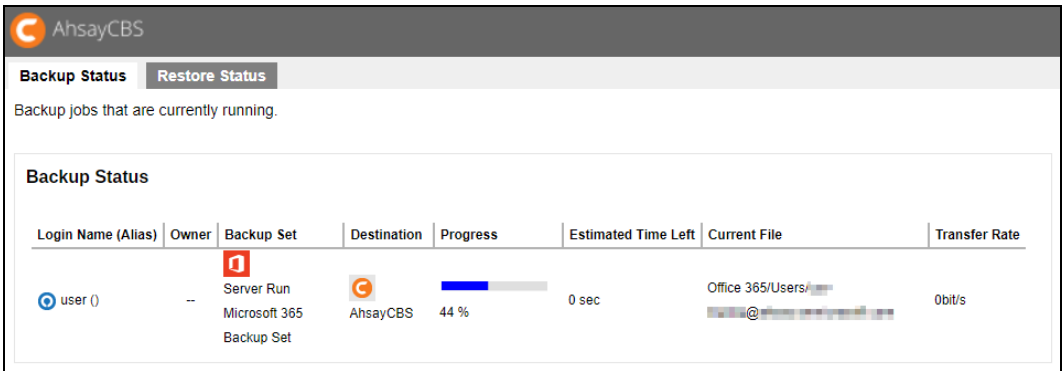 AhsayCBS
Backup Status Restore Status
Backup jobs that are currently running.
Backup Status
Login Name (Alias) Owner Backup Set Destination Progress Estimated Time Left Current File Transfer Rate
user () -- Server Run Microsoft 365 Backup Set AhsayCBS 44 % 0 sec Office 365/Users/ @ 0bit/s